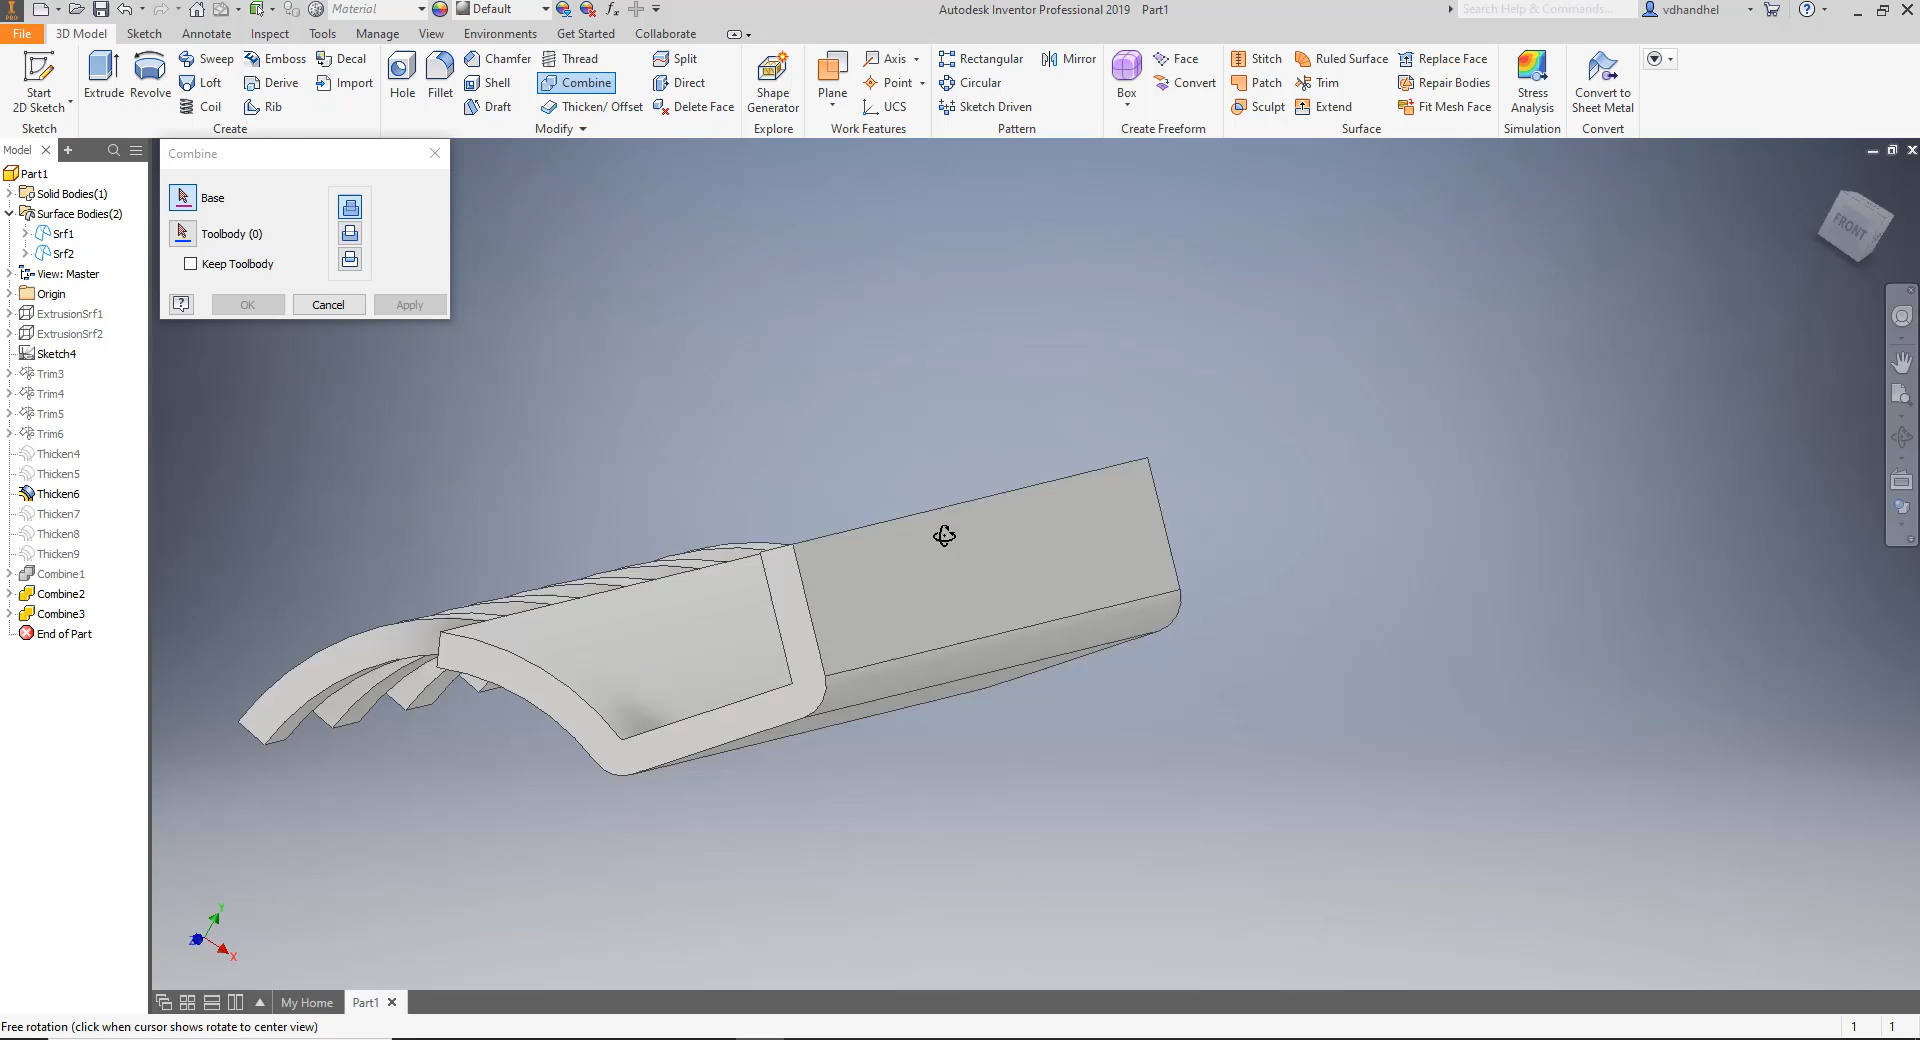 Material
Default
Autodesk Inventor Professional 2019 Part1
Search Help & Commands...
vdhandhel
File 3D Model Sketch Annotate Inspect Tools Manage View Environments Get Started Collaborate
Start
2D Sketch
Sketch
Extrude
Revolve
Sweep
Loft
Coil
Emboss
Derive
Rib
Decal
Import
Create
Hole
Fillet
Chamfer
Shell
Draft
Thread
Combine
Thicken/ Offset
Split
Direct
Delete Face
Modify
Shape
Generator
Explore
Plane
Axis
Point
UCS
Work Features
Rectangular
Circular
Sketch Driven
Mirror
Pattern
Box
Face
Convert
Create Freeform
Stitch
Patch
Sculpt
Ruled Surface
Trim
Extend
Replace Face
Repair Bodies
Fit Mesh Face
Surface
Stress
Analysis
Simulation
Convert to
Sheet Metal
Convert
Model
Part1
Solid Bodies(1)
Surface Bodies(2)
Srf1
Srf2
View: Master
Origin
ExtrusionSrf1
ExtrusionSrf2
Sketch4
Trim3
Trim4
Trim5
Trim6
Thicken4
Thicken5
Thicken6
Thicken7
Thicken8
Thicken9
Combine1
Combine2
Combine3
End of Part
Combine
Base
Toolbody (0)
Keep Toolbody
OK Cancel Apply
FRONT
Y
Z
X
My Home Part1
Free rotation (click when cursor shows rotate to center view)
1 1